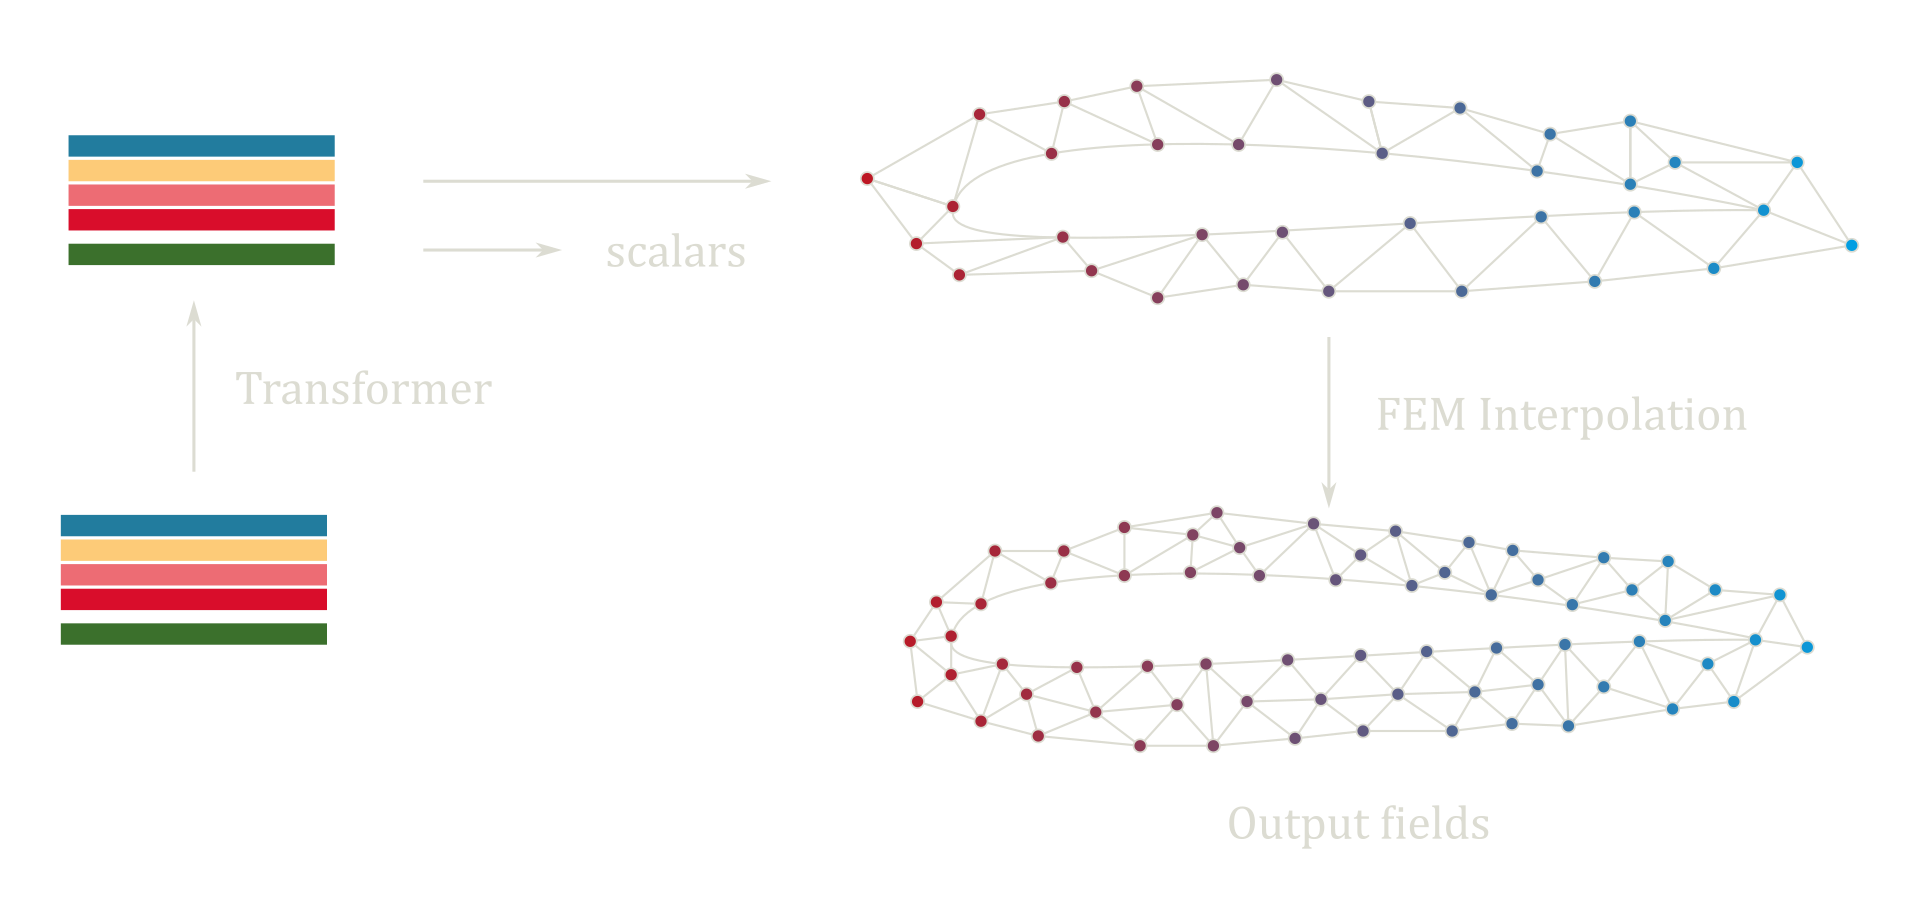 scalars
Transformer
FEM Interpolation
Output fields